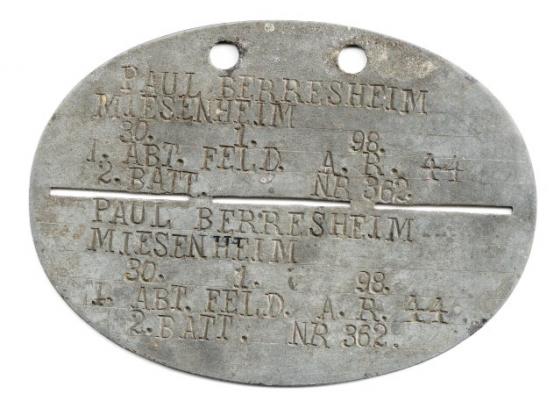 PAUL BERRESHEIM
MIESENHEIM
30. 1. 98.
1. ABT. FELD. A. R. 44
2. BATT. NR 362.
PAUL BERRESHEIM
MIESENHEIM
30. 1. 98.
1. ABT. FELD. A. R. 44.
2. BATT. NR 362.